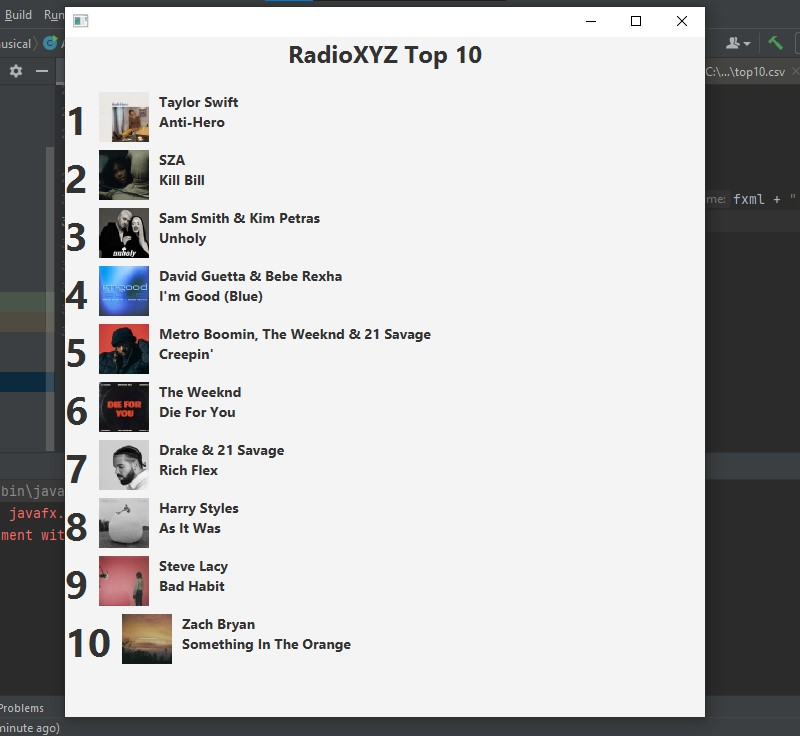 Build Run
usical
C:\...\top10.csv
RadioXYZ Top 10
1
Taylor Swift
Anti-Hero
2
SZA
Kill Bill
me: fxml + "
3
Sam Smith & Kim Petras
Unholy
unholy
4
David Guetta & Bebe Rexha
I'm Good (Blue)
5
Metro Boomin, The Weeknd & 21 Savage
Creepin'
6
DIE FOR
YOU
The Weeknd
Die For You
7
Drake & 21 Savage
Rich Flex
bin\java
8
Harry Styles
As It Was
javafx.
ment wit
9
Steve Lacy
Bad Habit
10
Zach Bryan
Something In The Orange
Problems
minute ago)